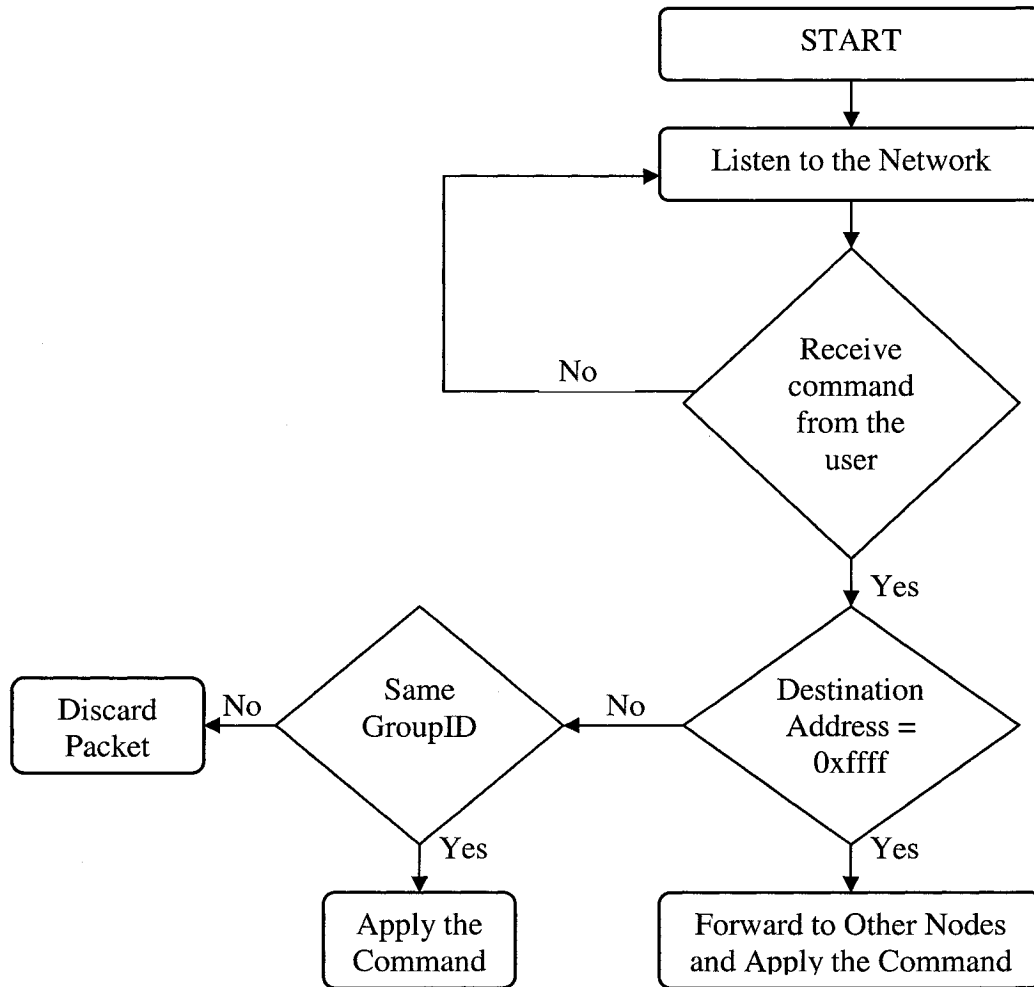 START
Listen to the Network
Receive
command
from the
user
No
Yes
Destination
Address =
0xffff
No
Same
GroupID
No
Discard
Packet
Yes
Apply the
Command
Yes
Forward to Other Nodes
and Apply the Command